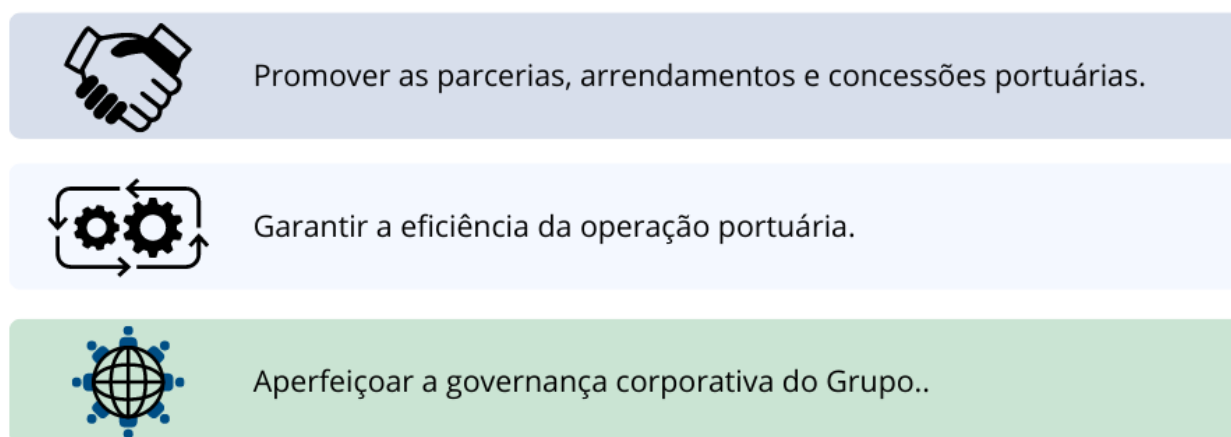 Promover as parcerias, arrendamentos e concessões portuárias.
Garantir a eficiência da operação portuária.
Aperfeiçoar a governança corporativa do Grupo..